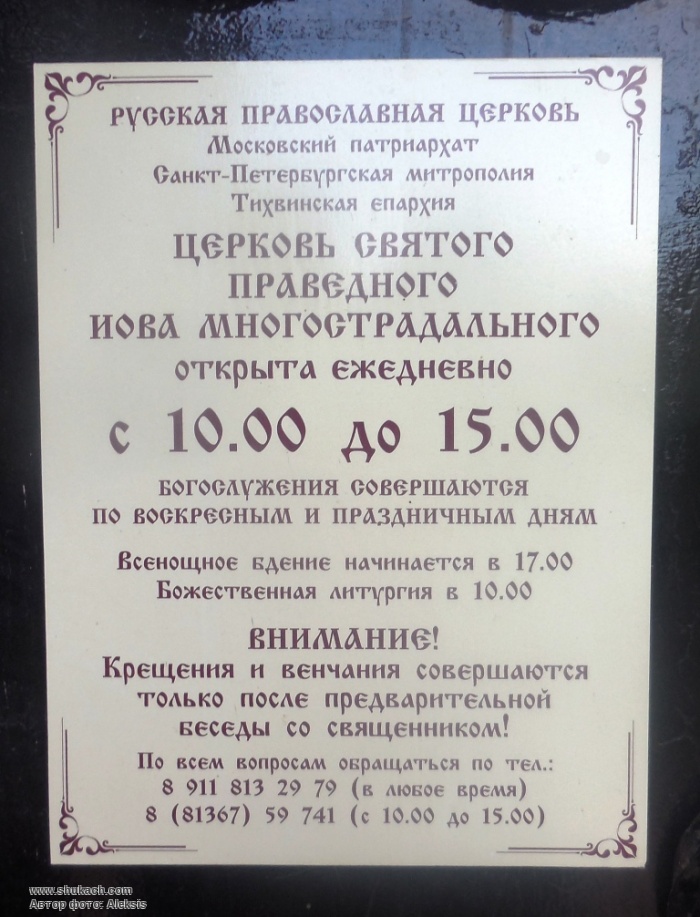 РУССКАЯ ПРАВОСЛАВНАЯ ЦЕРКОВЬ
Московский патриархат
Санкт-Петербургская митрополия
Тихвинская епархия
ЦЕРКОВЬ СВЯТОГО
ПРАВЕДНОГО
ИОВА МНОГОСТРАДАЛЬНОГО
открыта ежедневно
с 10.00 до 15.00
БОГОСЛУЖЕНИЯ СОВЕРШАЮТСЯ
ПО ВОСКРЕСНЫМ И ПРАЗДНИЧНЫМ ДНЯМ
Всенощное бдение начинается в 17.00
Божественная литургия в 10.00
ВНИМАНИЕ!
Крещения и венчания совершаются
только после предварительной
беседы со священником!
По всем вопросам обращаться по тел.:
8 911 813 29 79 (в любое время)
8 (81367) 59 741 (с 10.00 до 15.00)
www.shukach.com
Автор фото: Aleksis